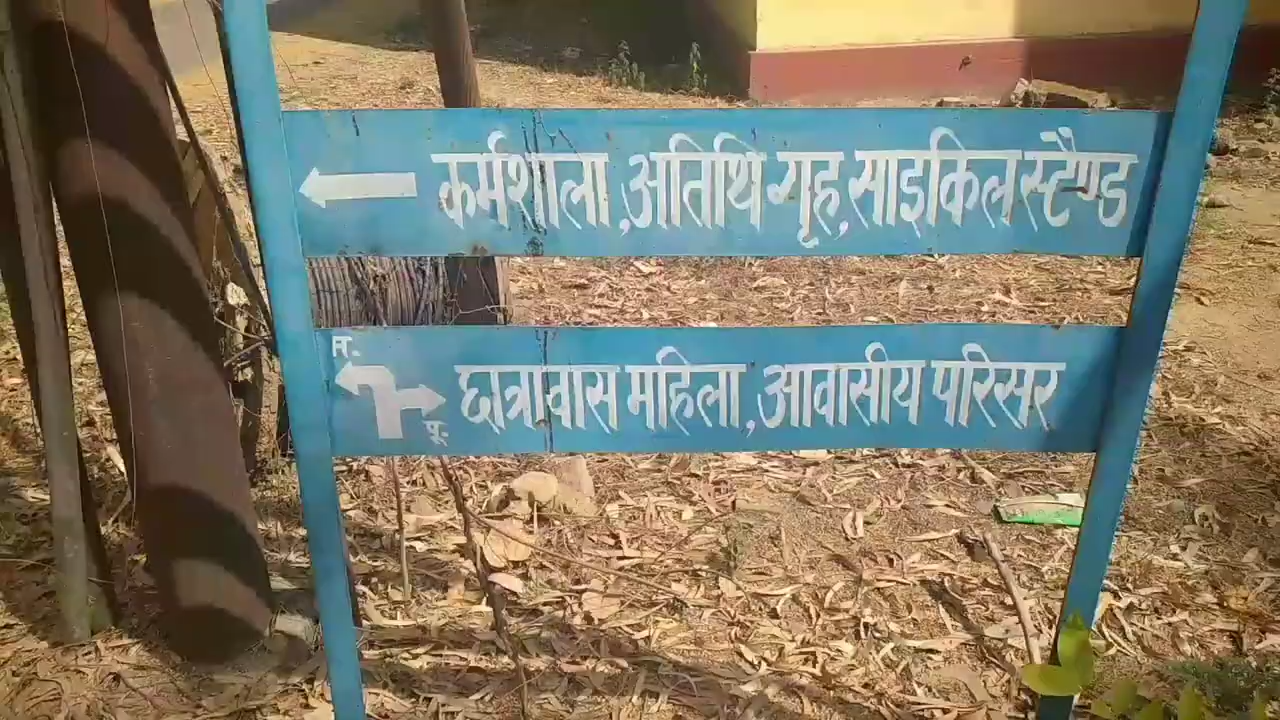 कर्मशाला, अतिथि गृह, साइकिल स्टैण्ड
म.
छात्रावास महिला, आवासीय परिसर
पू.